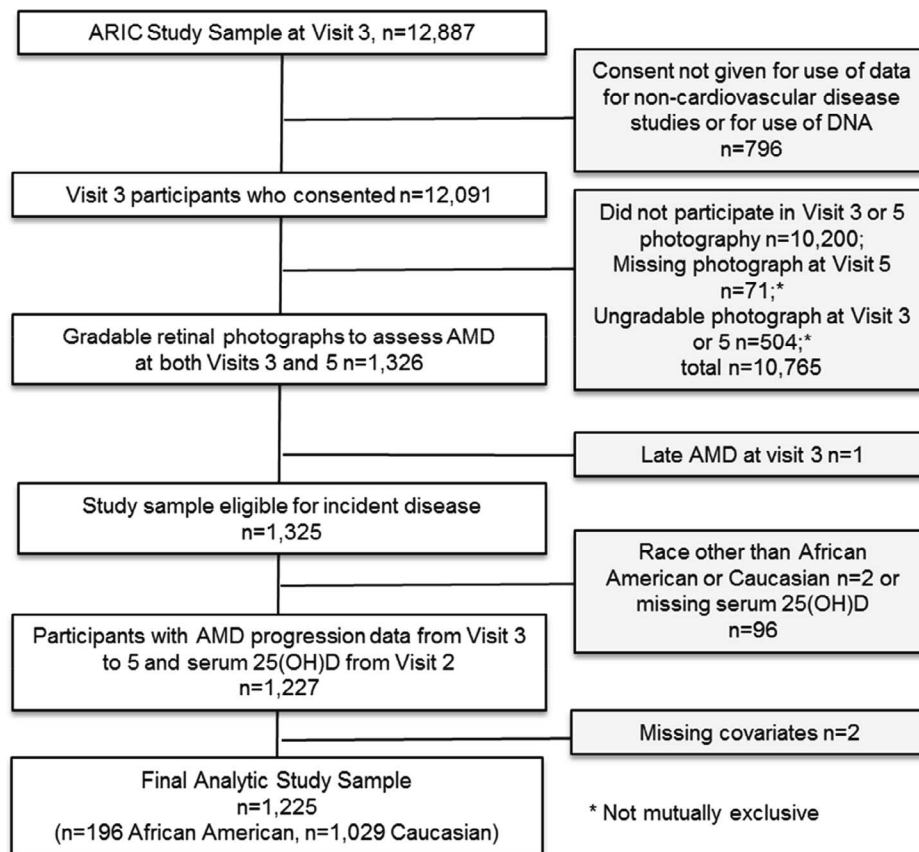 ARIC Study Sample at Visit 3, n=12,887
Consent not given for use of data
for non-cardiovascular disease
studies or for use of DNA
n=796
Visit 3 participants who consented n=12,091
Did not participate in Visit 3 or 5
photography n=10,200;
Missing photograph at Visit 5
n=71;*
Ungradable photograph at Visit 3
or 5 n=504;*
total n=10,765
Gradable retinal photographs to assess AMD
at both Visits 3 and 5 n=1,326
Late AMD at visit 3 n=1
Study sample eligible for incident disease
n=1,325
Race other than African
American or Caucasian n=2 or
missing serum 25(OH)D
n=96
Participants with AMD progression data from Visit 3
to 5 and serum 25(OH)D from Visit 2
n=1,227
Missing covariates n=2
Final Analytic Study Sample
n=1,225
(n=196 African American, n=1,029 Caucasian)
* Not mutually exclusive